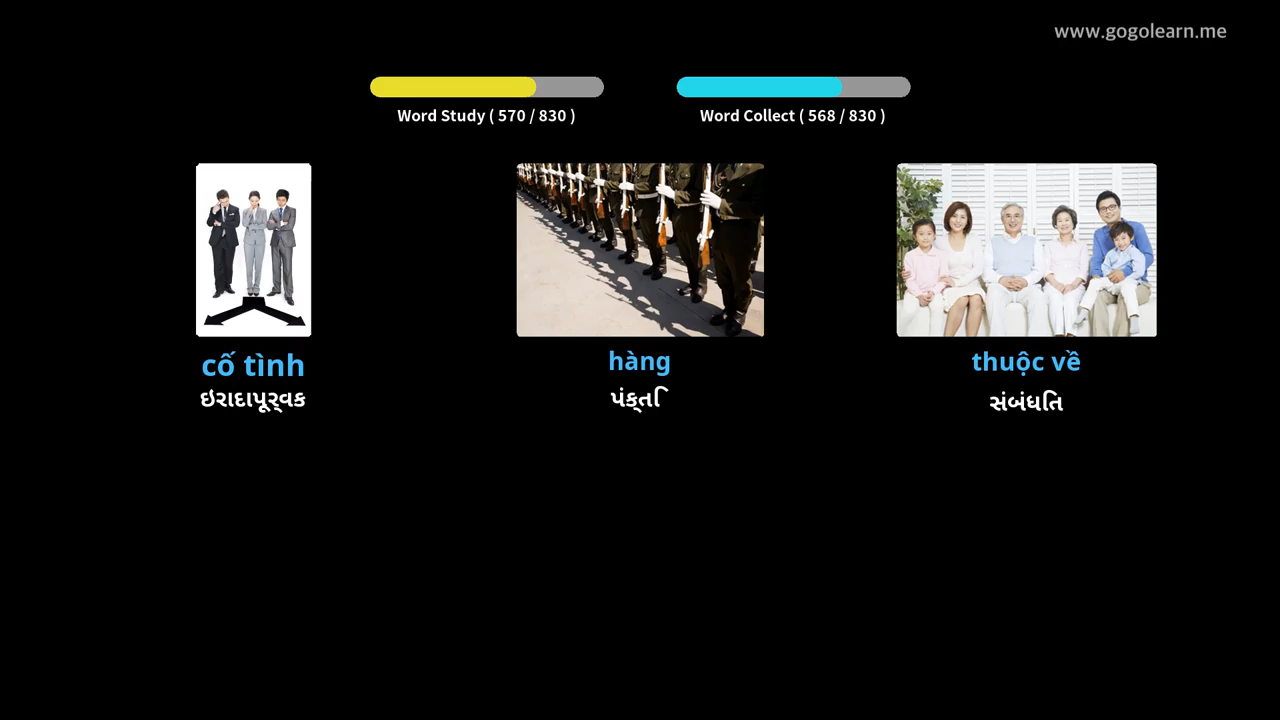 www.gogolearn.me
Word Study ( 570 / 830 )
Word Collect ( 568 / 830 )
cố tình
ઇરાદાપૂર્વક
hàng
પંક્તિ
thuộc về
સંબંધતિ